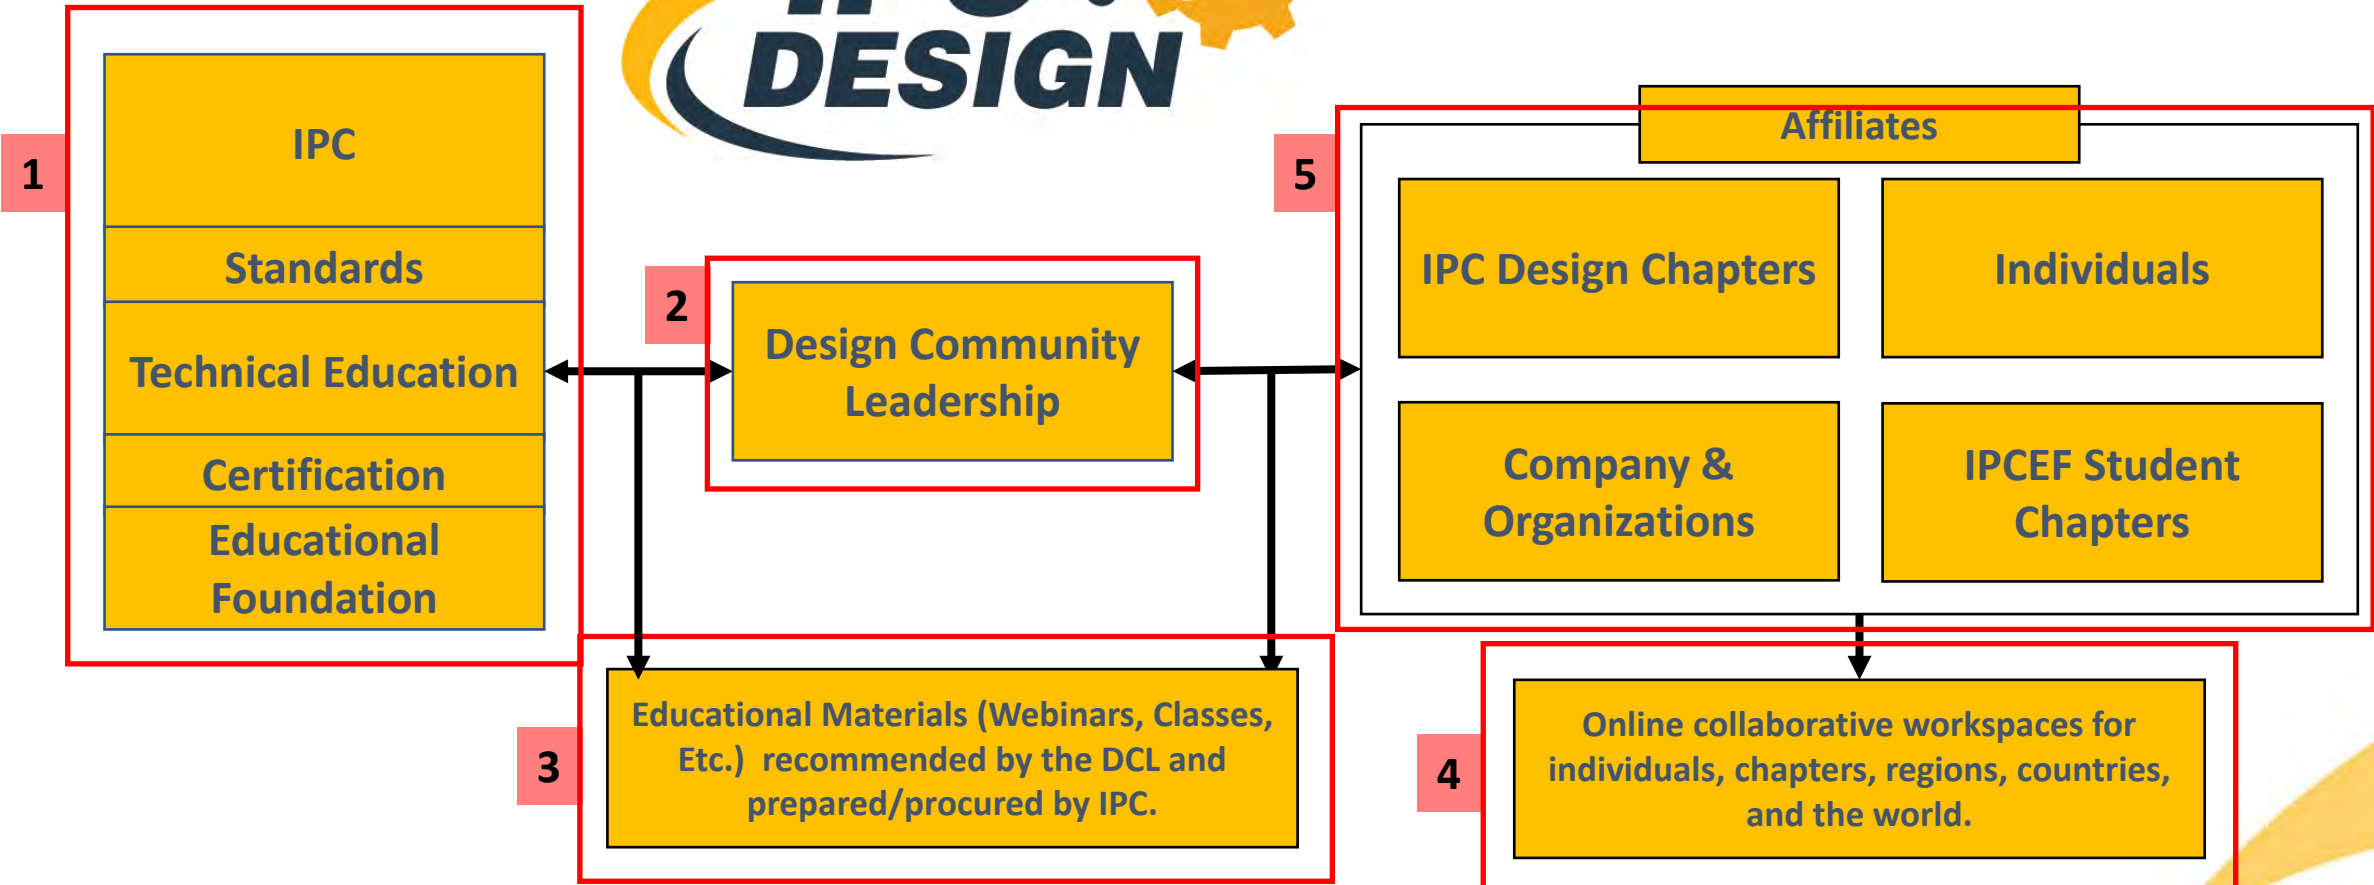 DESIGN
1
IPC
Standards
Technical Education
Certification
Educational
Foundation
2
Design Community
Leadership
3
Educational Materials (Webinars, Classes,
Etc.) recommended by the DCL and
prepared/procured by IPC.
5
Affiliates
IPC Design Chapters
Individuals
Company &
Organizations
IPCEF Student
Chapters
4
Online collaborative workspaces for
individuals, chapters, regions, countries,
and the world.